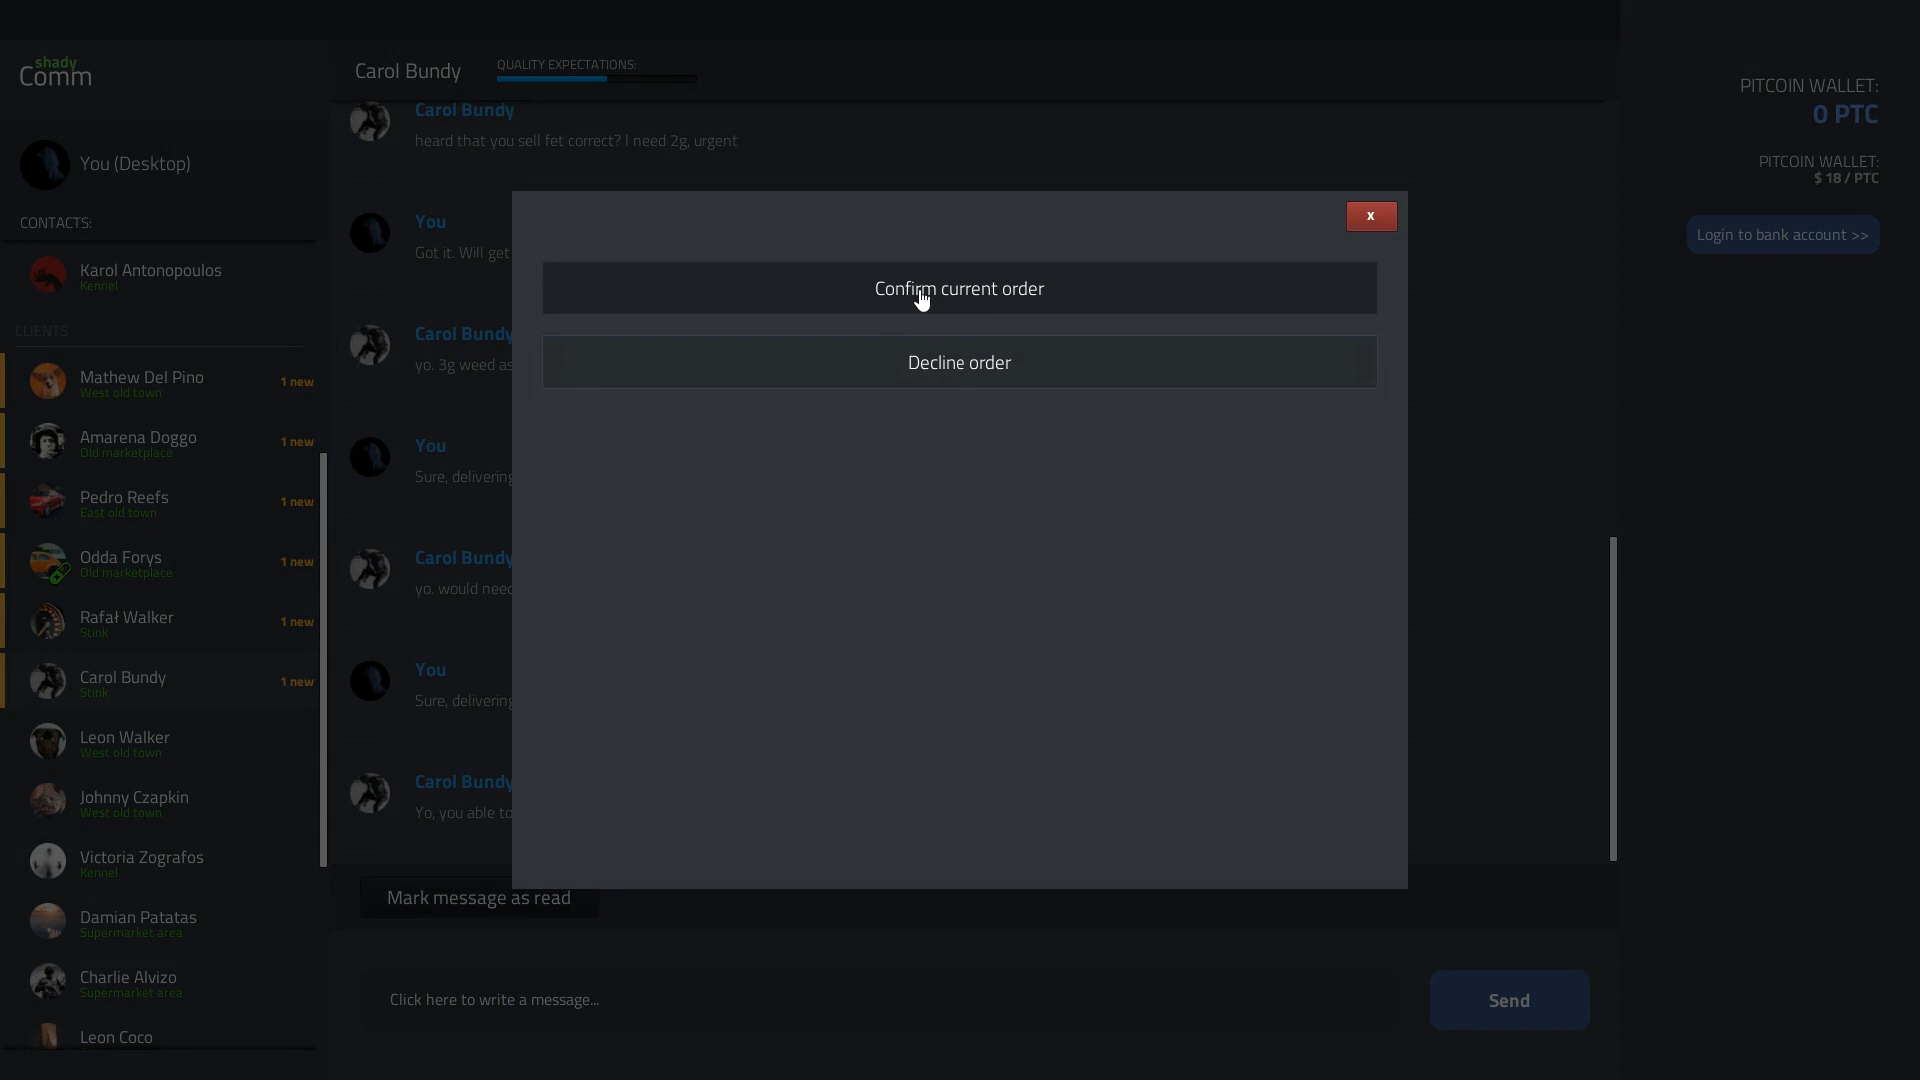 shady
Comm
You (Desktop)
CONTACTS:
Karol Antonopoulos
Kennel
CLIENTS
Mathew Del Pino
West old town
1 new
Amarena Doggo
Old marketplace
1 new
Pedro Reefs
East old town
1 new
Odda Forys
Old marketplace
1 new
Rafał Walker
Stink
1 new
Carol Bundy
Stink
1 new
Leon Walker
West old town
Johnny Czapkin
West old town
Victoria Zografos
Kennel
Damian Patatas
Supermarket area
Charlie Alvizo
Supermarket area
Leon Coco
Carol Bundy
QUALITY EXPECTATIONS:
Carol Bundy
heard that you sell fet correct? I need 2g, urgent
You
Got it. Will get
Carol Bundy
yo. 3g weed as
You
Sure, delivering
Carol Bundy
yo. would need
You
Sure, delivering
Carol Bundy
Yo, you able to
Mark message as read
Click here to write a message...
Send
x
Confirm current order
Decline order
PITCOIN WALLET:
0 PTC
PITCOIN WALLET:
$ 18 / PTC
Login to bank account >>